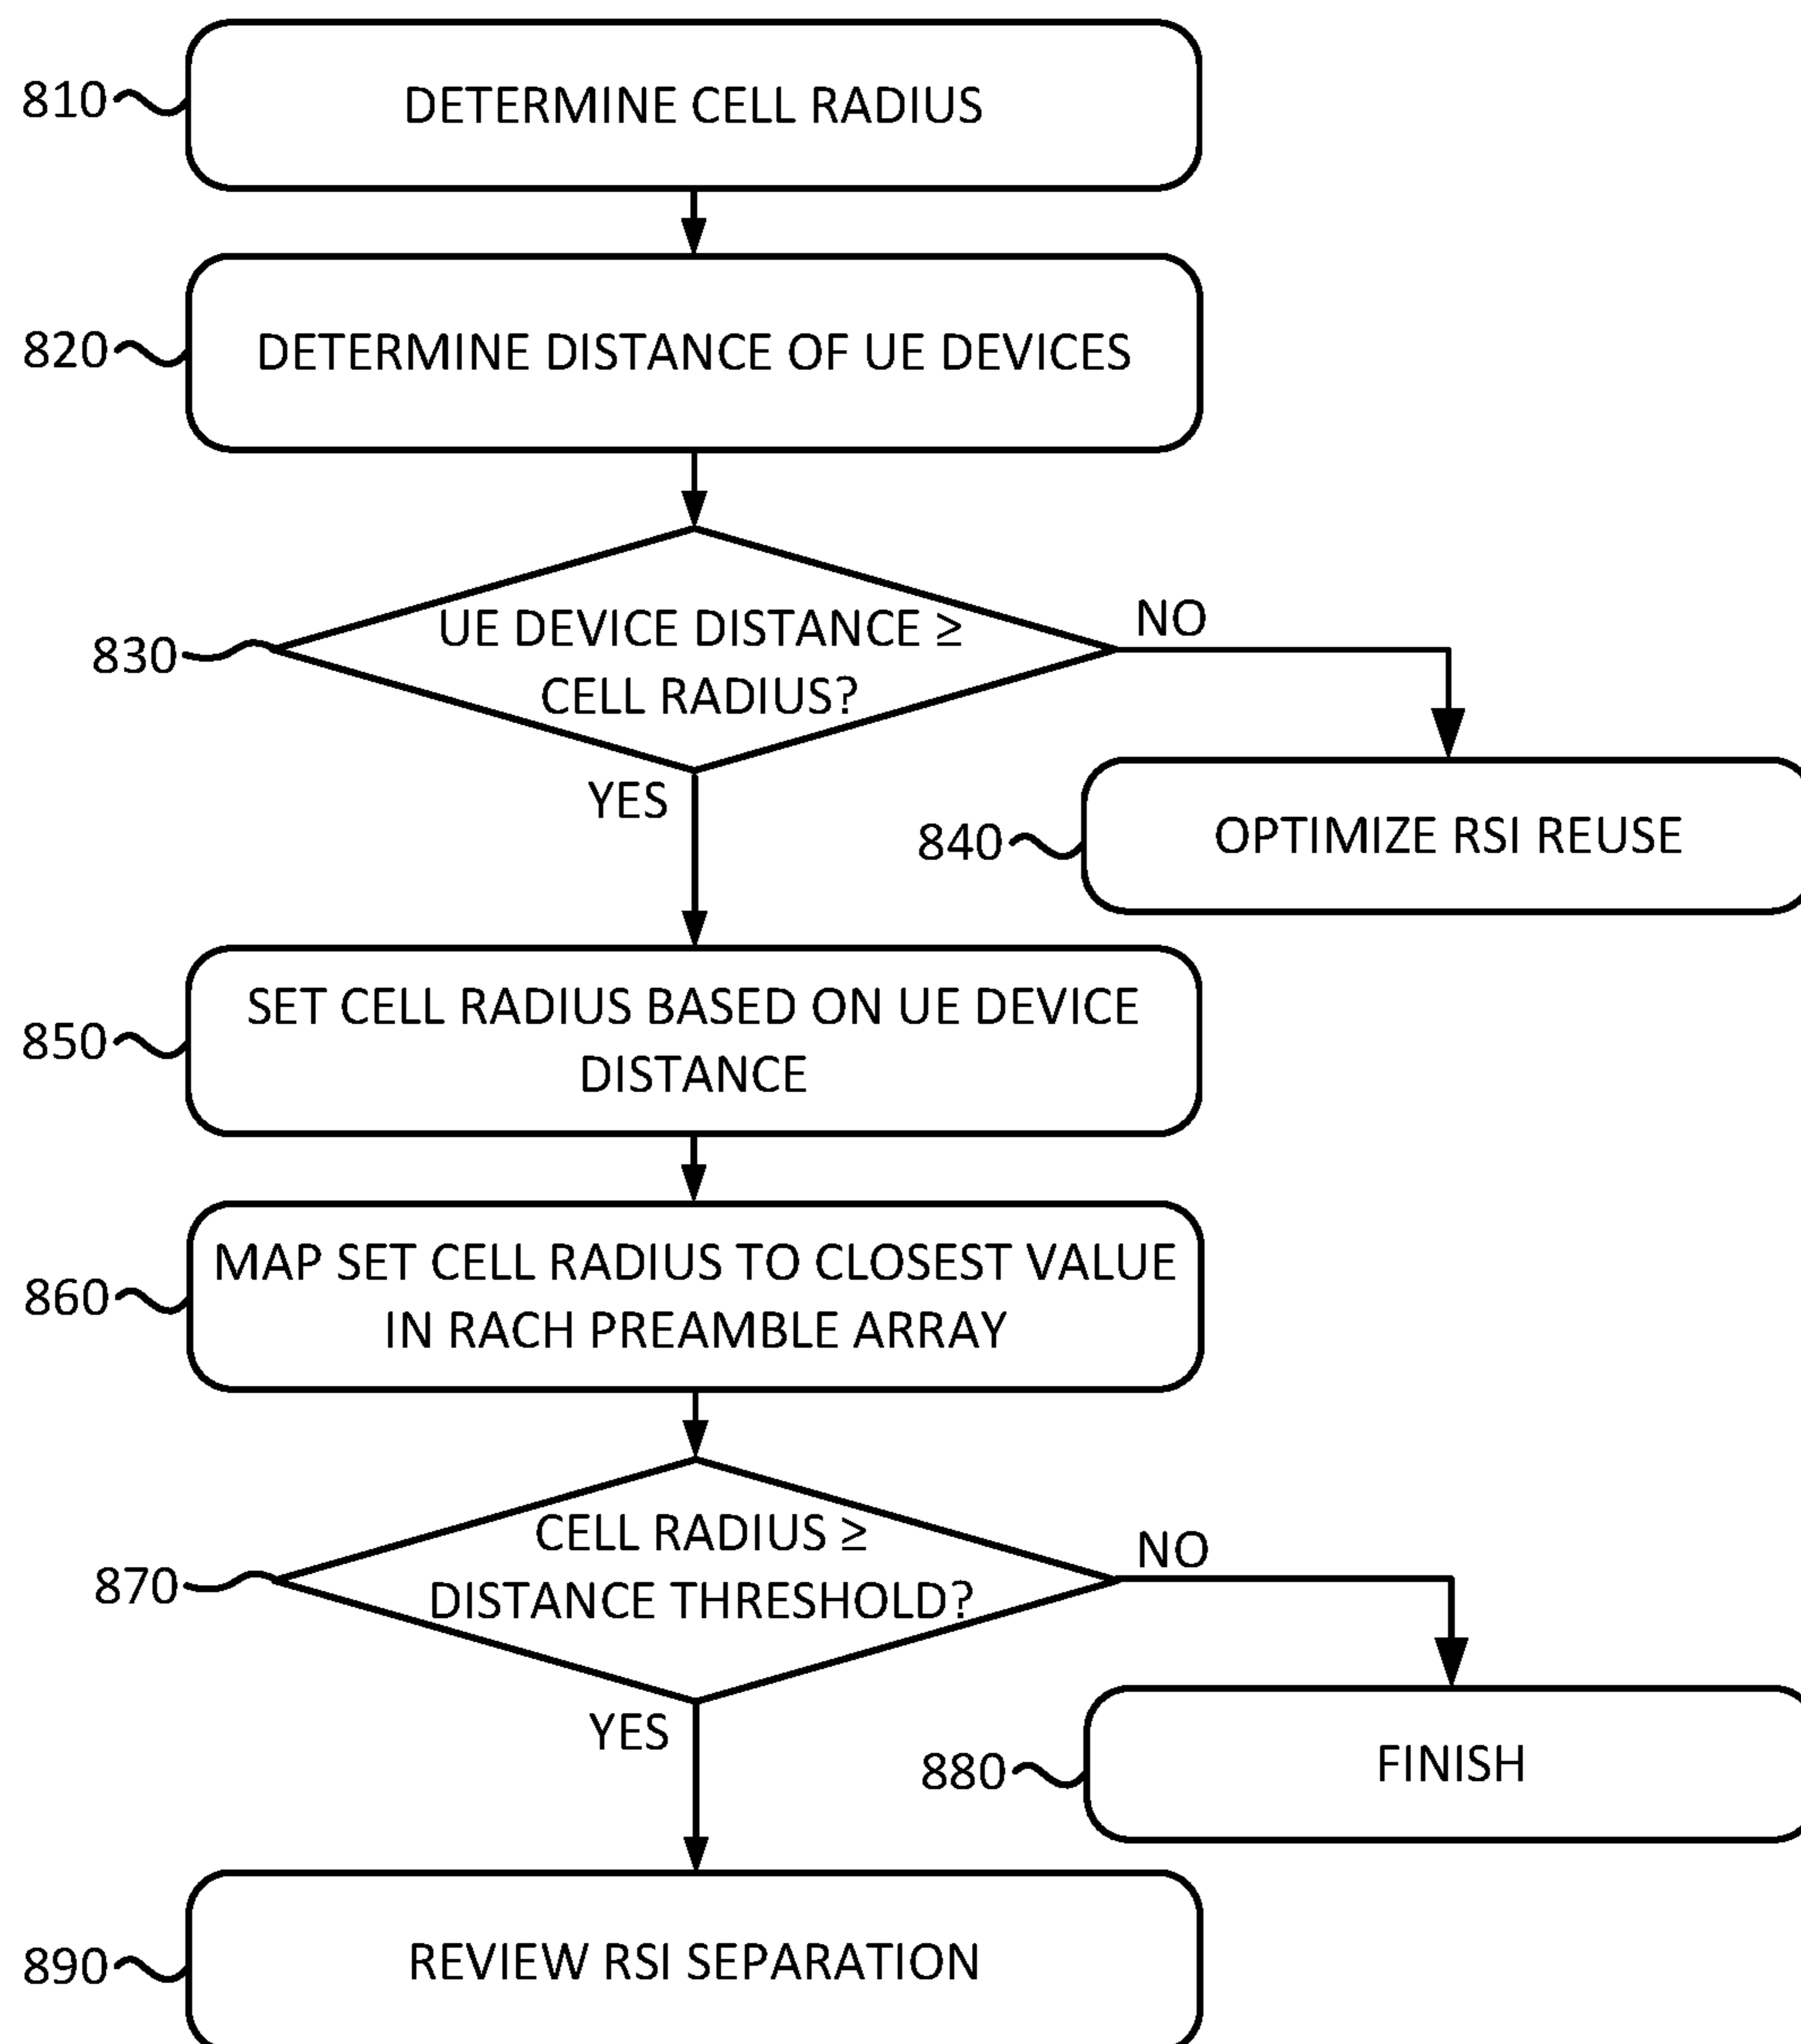 810
DETERMINE CELL RADIUS
820
DETERMINE DISTANCE OF UE DEVICES
830
UE DEVICE DISTANCE ≥
CELL RADIUS?
NO
YES
840
OPTIMIZE RSI REUSE
850
SET CELL RADIUS BASED ON UE DEVICE
DISTANCE
860
MAP SET CELL RADIUS TO CLOSEST VALUE
IN RACH PREAMBLE ARRAY
870
CELL RADIUS ≥
DISTANCE THRESHOLD?
NO
YES
880
FINISH
890
REVIEW RSI SEPARATION